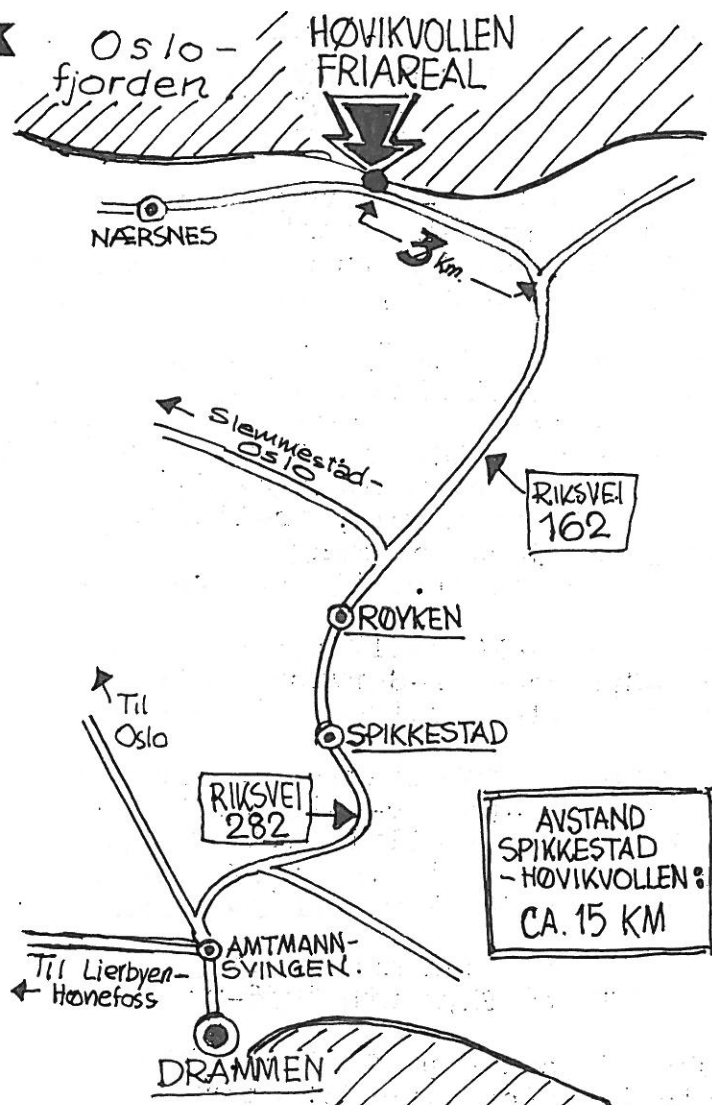 Oslo-
fjorden
HØVIKVOLLEN
FRIAREAL
NÆRSNES
3 Km.
Slemmestad-
Oslo
RIKSVEI
162
RØYKEN
Til
Oslo
SPIKKESTAD
RIKSVEI
282
AVSTAND
SPIKKESTAD
- HØVIKVOLLEN:
CA. 15 KM
AMTMANN-
SVINGEN.
Til Lierbyen-
Hønefoss
DRAMMEN